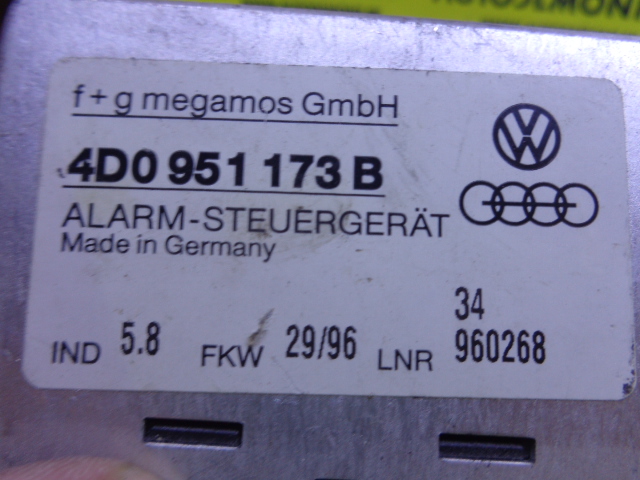 f + g megamos GmbH
4D0 951 173 B
ALARM-STEUERGERÄT
Made in Germany
34
IND 5.8 FKW 29/96 LNR 960268